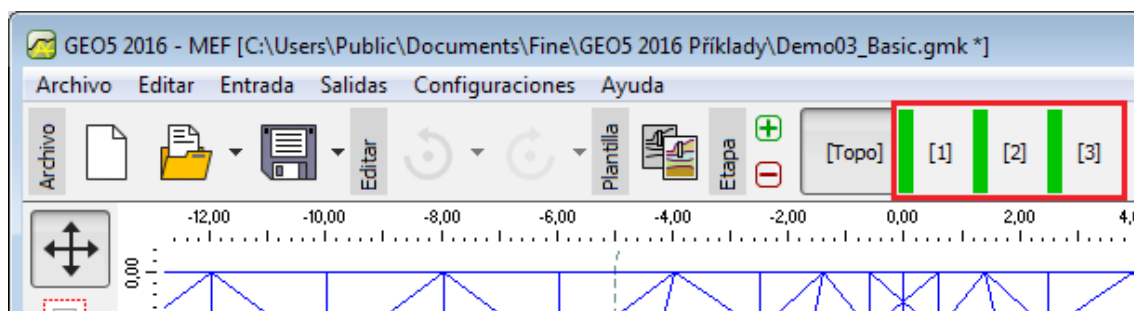 GEO5 2016 - MEF [C:\Users\Public\Documents\Fine\GEO5 2016 Příklady\Demo03_Basic.gmk *]
Archivo Editar Entrada Salidas Configuraciones Ayuda
Archivo Editar Plantilla Etapa [Topo] [1] [2] [3]
-12,00 -10,00 -8,00 -6,00 -4,00 -2,00 0,00 2,00 4,
0,00